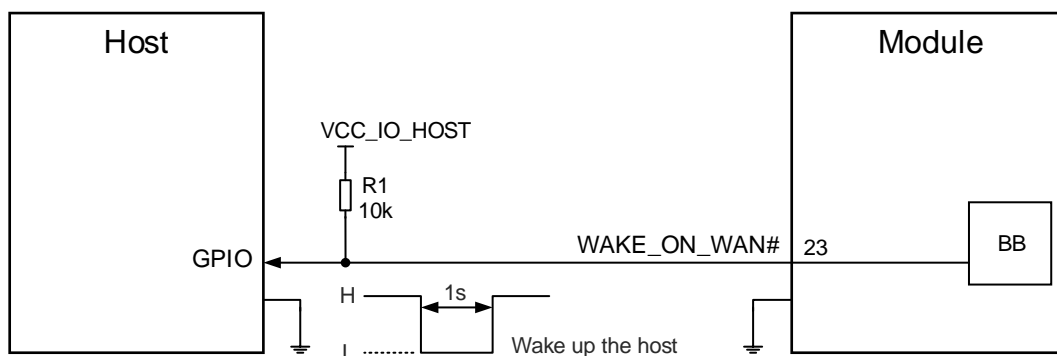 Host
Module
VCC_IO_HOST
R1
10k
GPIO
WAKE_ON_WAN#
23
BB
H
1s
L
Wake up the host